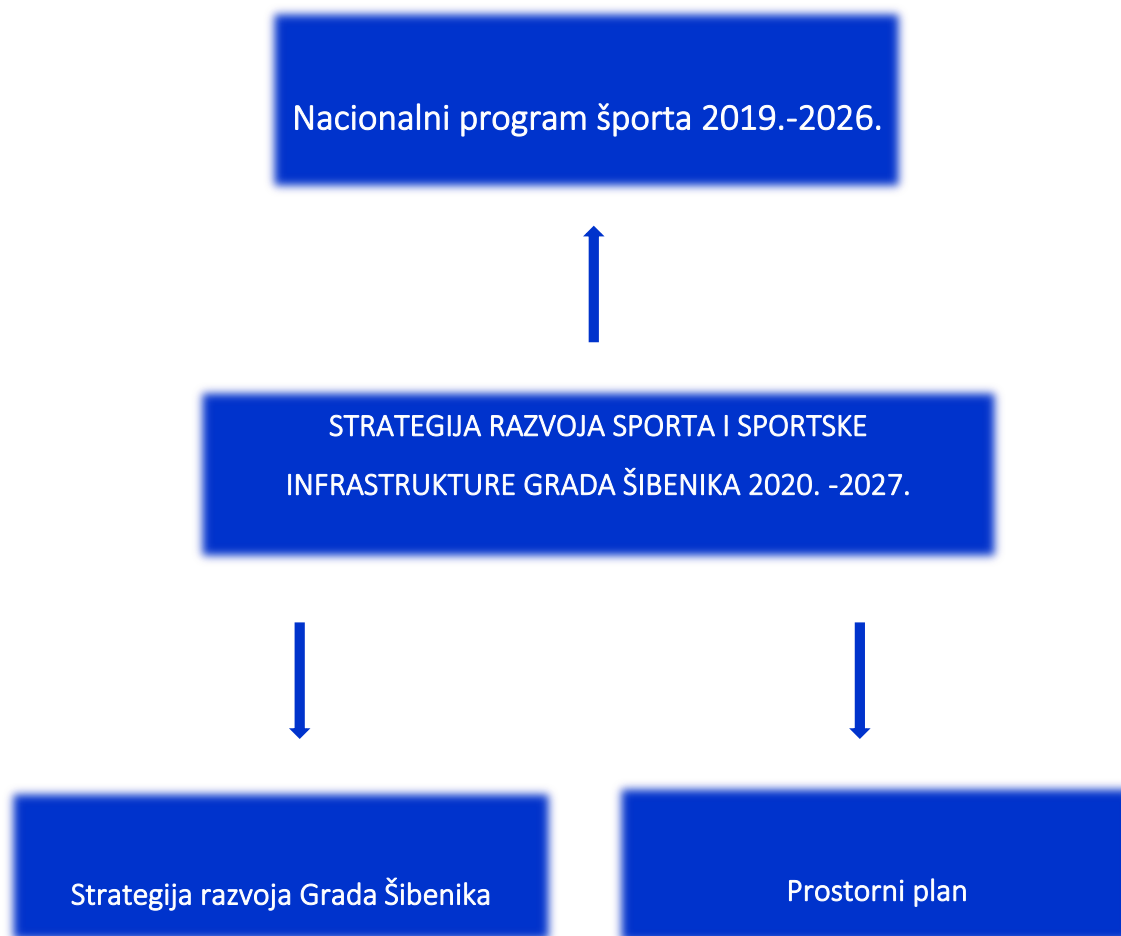 Nacionalni program športa 2019.-2026.
STRATEGIJA RAZVOJA SPORTA I SPORTSKE
INFRASTRUKTURE GRADA ŠIBENIKA 2020. -2027.
Strategija razvoja Grada Šibenika
Prostorni plan